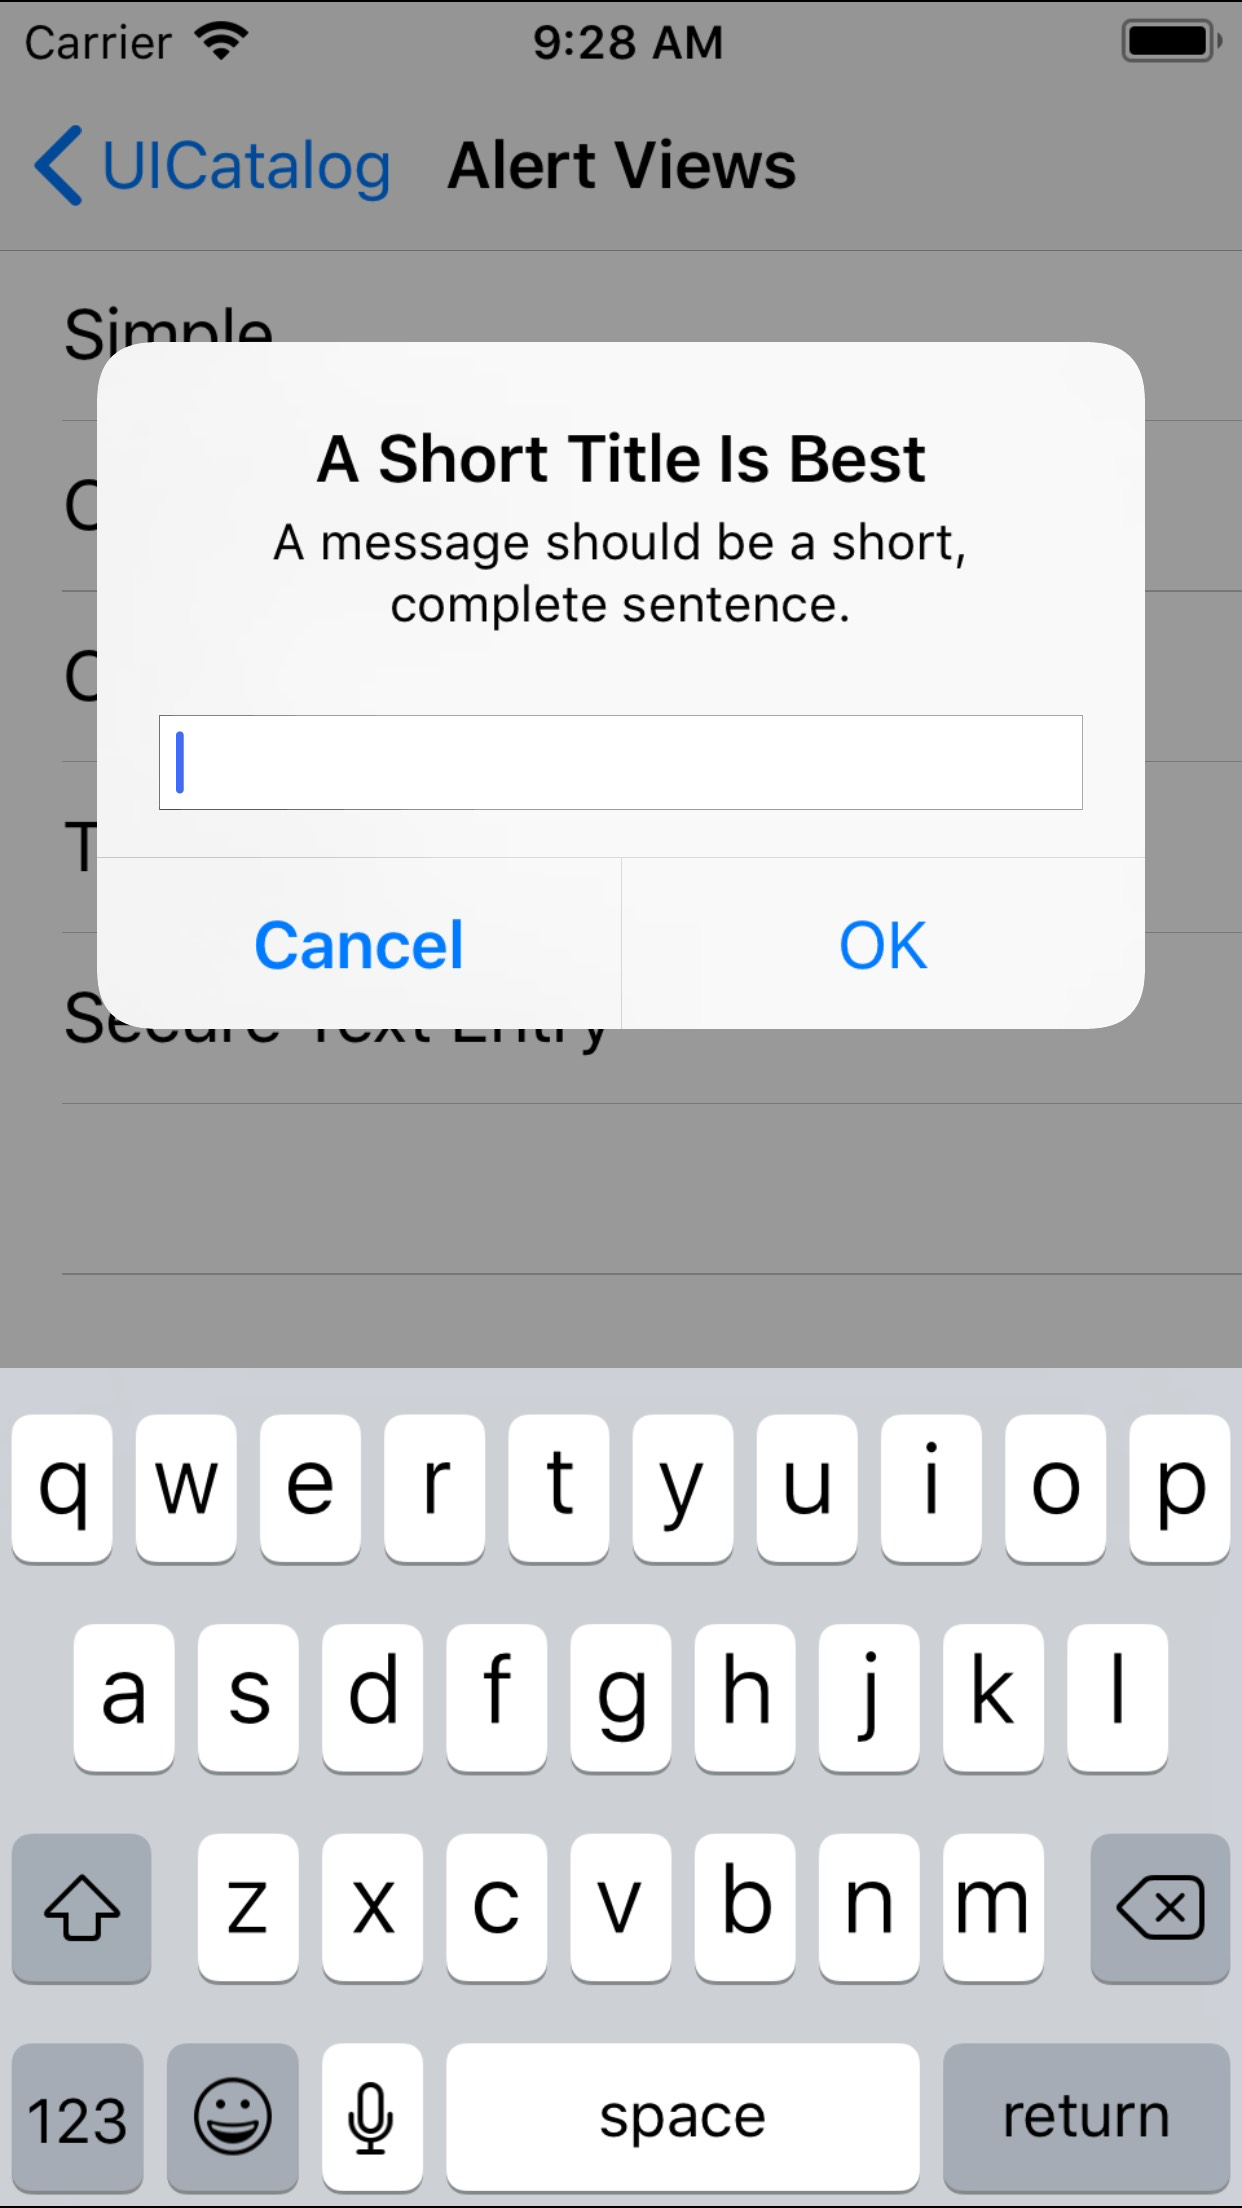 Carrier 9:28 AM
UICatalog Alert Views
Simple
A Short Title Is Best
A message should be a short,
complete sentence.
Cancel OK
Secure Text Entry
q w e r t y u i o p
a s d f g h j k l
z x c v b n m
123 space return